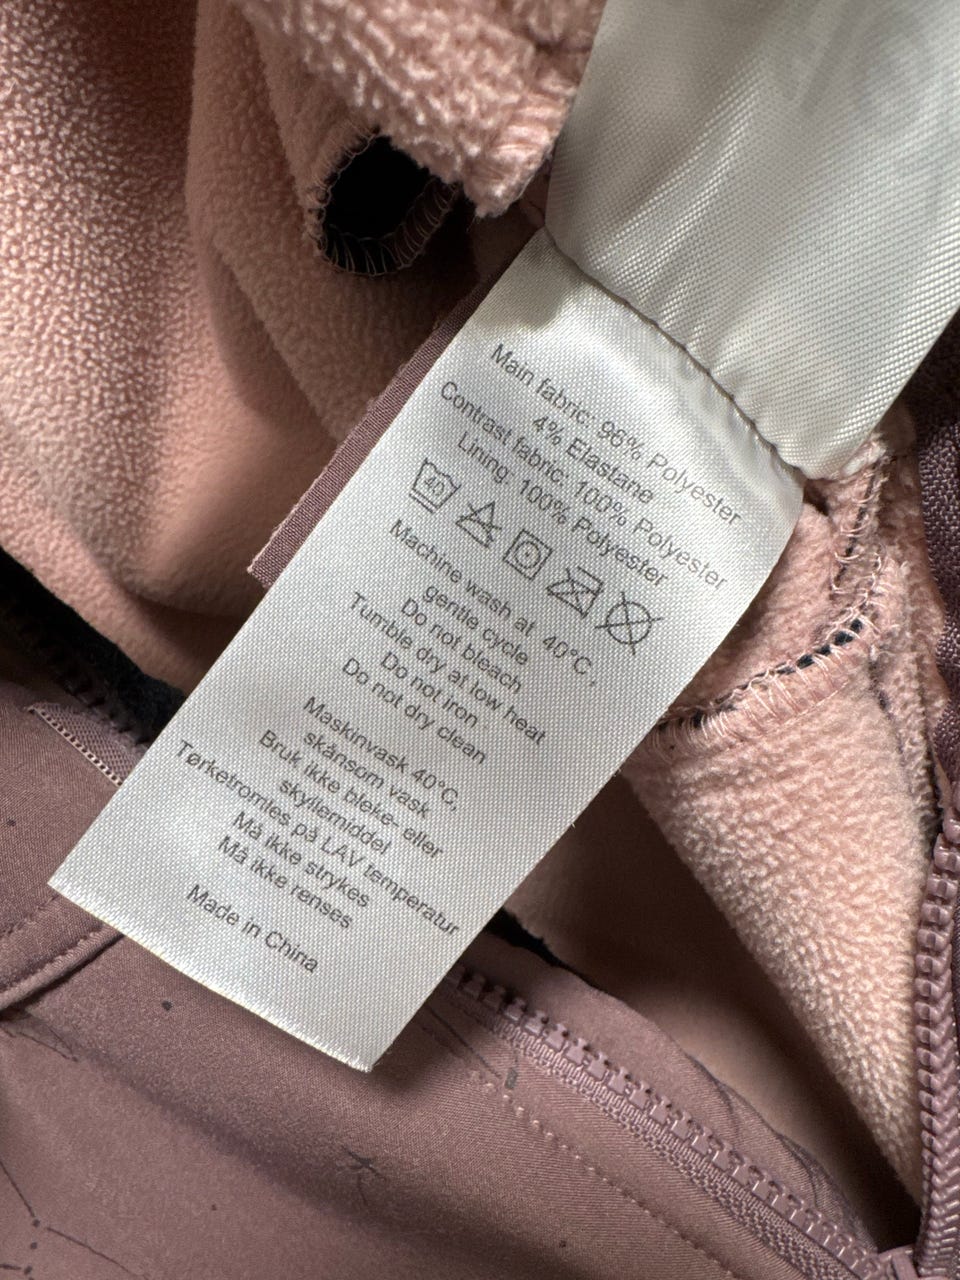 Main fabric: 96% Polyester
4% Elastane
Contrast fabric: 100% Polyester
Lining: 100% Polyester
40
Machine wash at 40°C,
gentle cycle
Do not bleach
Tumble dry at low heat
Do not iron
Do not dry clean
Maskinvask 40°C,
skånsom vask
Bruk ikke bleke- eller
skyllemiddel
Tørketromles på LAV temperatur
Må ikke strykes
Må ikke renses
Made in China